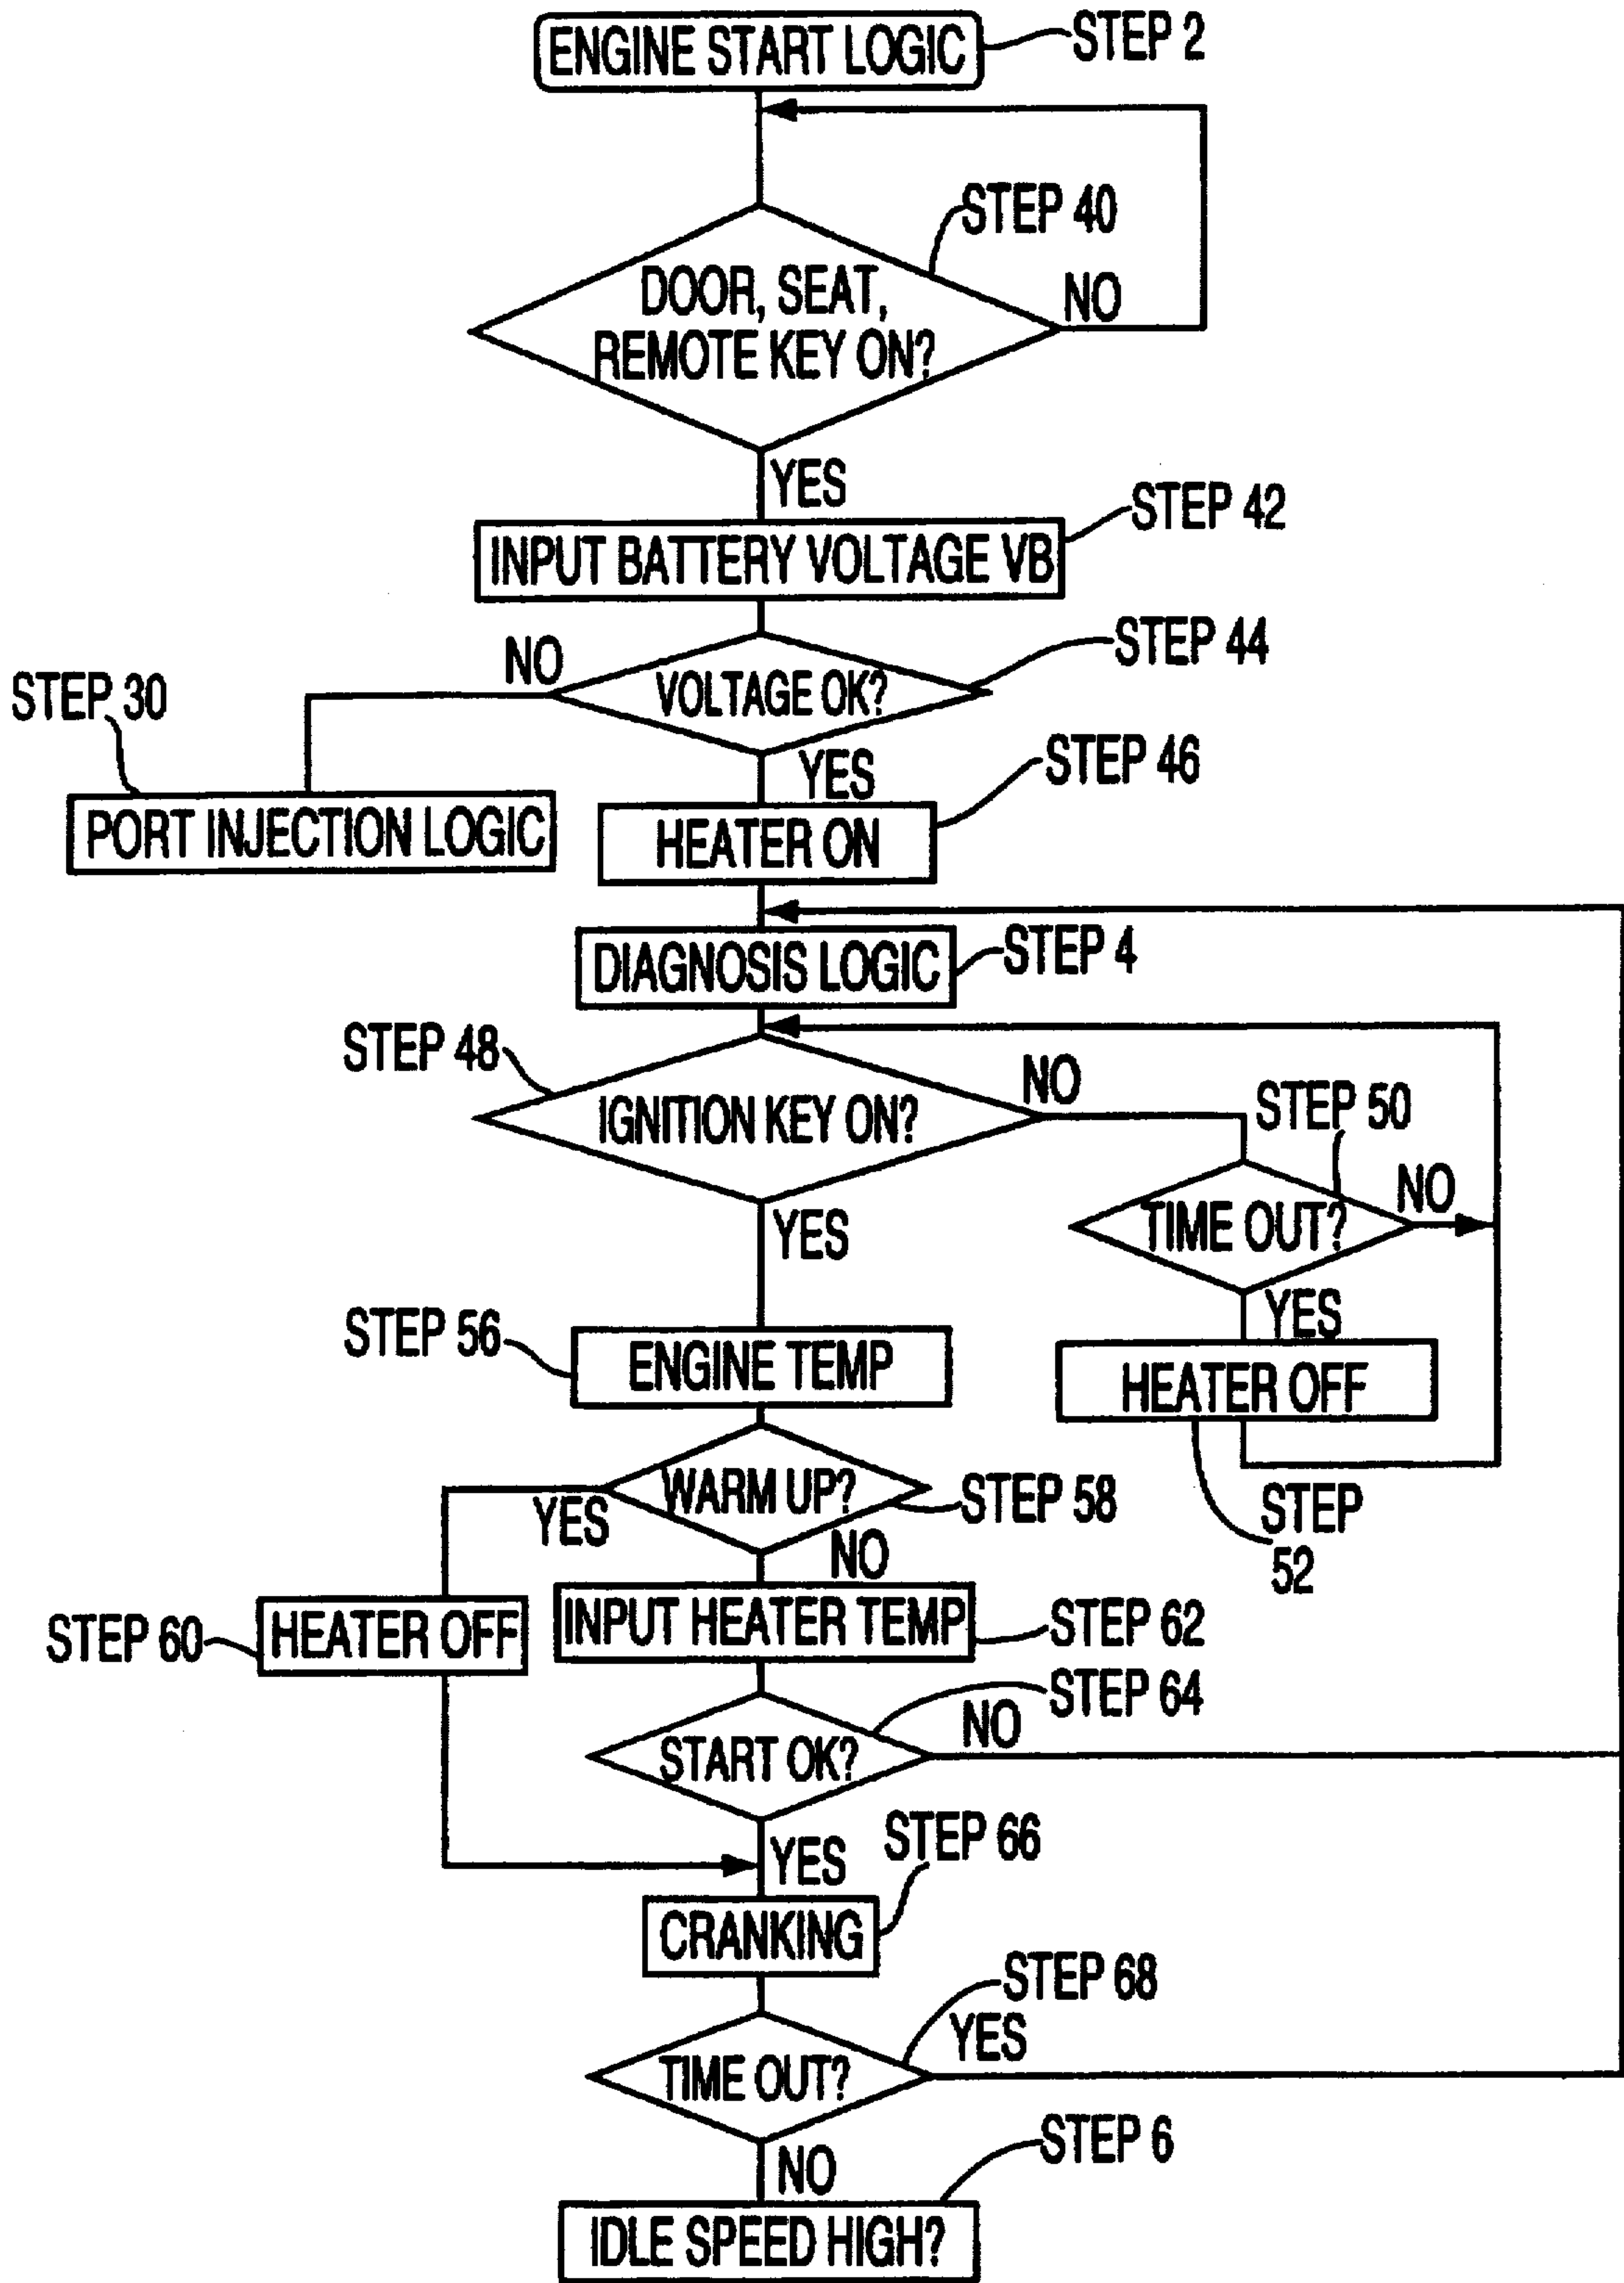 ENGINE START LOGIC
STEP 2
STEP 40
DOOR, SEAT,
REMOTE KEY ON?
NO
YES
STEP 42
INPUT BATTERY VOLTAGE VB
STEP 44
NO
VOLTAGE OK?
STEP 30
YES
STEP 46
PORT INJECTION LOGIC
HEATER ON
DIAGNOSIS LOGIC
STEP 4
STEP 48
NO
IGNITION KEY ON?
STEP 50
NO
TIME OUT?
YES
YES
STEP 56
ENGINE TEMP
HEATER OFF
WARM UP?
STEP 58
YES
STEP
52
NO
STEP 60
HEATER OFF
INPUT HEATER TEMP
STEP 62
STEP 64
NO
START OK?
STEP 66
YES
CRANKING
STEP 68
YES
TIME OUT?
STEP 6
NO
IDLE SPEED HIGH?